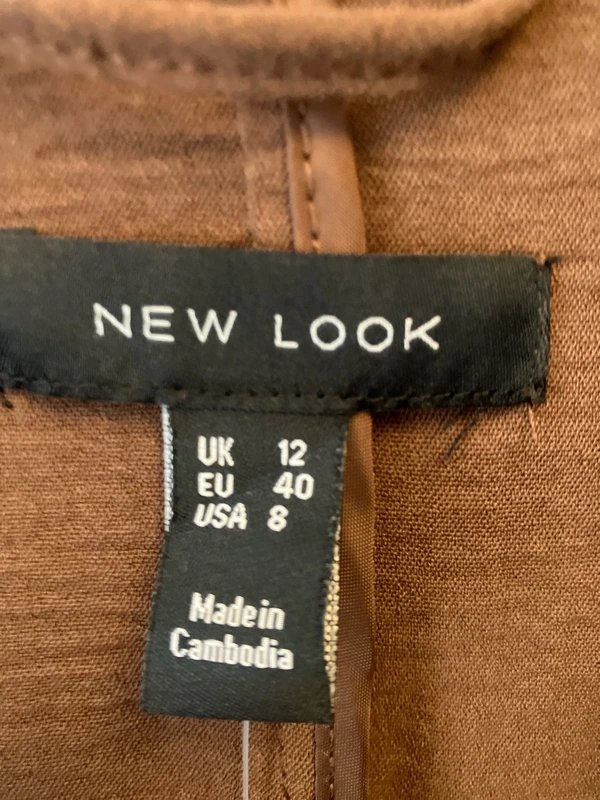 NEW LOOK
UK 12
EU 40
USA 8
Made in
Cambodia